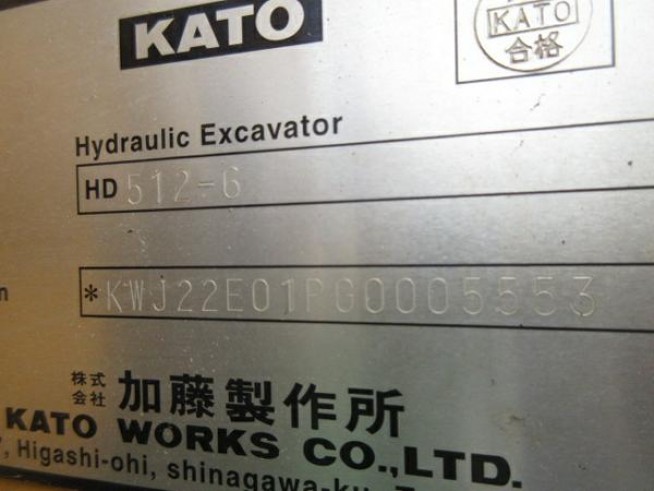 KATO
KATO
合格
Hydraulic Excavator
HD 512-6
*KWJ22E01PG0005553
株式会社 加藤製作所
KATO WORKS CO.,LTD.
Higashi-ohi, shinagawa-ku,